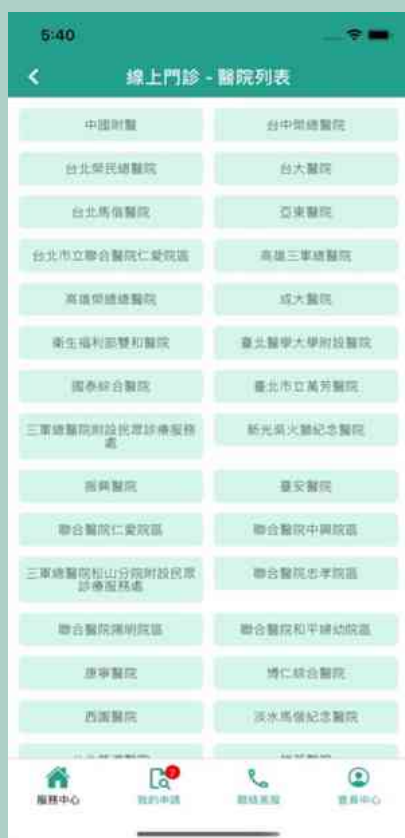 5:40
線上門診 - 醫院列表
中國附醫
台中榮總醫院
台北榮民總醫院
台大醫院
台北馬偕醫院
亞東醫院
台北市立聯合醫院仁愛院區
高雄三軍總醫院
高雄榮總總醫院
成大醫院
衛生福利部雙和醫院
臺北醫學大學附設醫院
國泰綜合醫院
臺北市立萬芳醫院
三軍總醫院附設民眾診療服務
處
新光吳火獅紀念醫院
振興醫院
臺安醫院
聯合醫院仁愛院區
聯合醫院中興院區
三軍總醫院松山分院附設民眾
診療服務處
聯合醫院忠孝院區
聯合醫院陽明院區
聯合醫院和平婦幼院區
康寧醫院
博仁綜合醫院
西園醫院
淡水馬偕紀念醫院
服務中心
我的申請
聯絡客服
會員中心